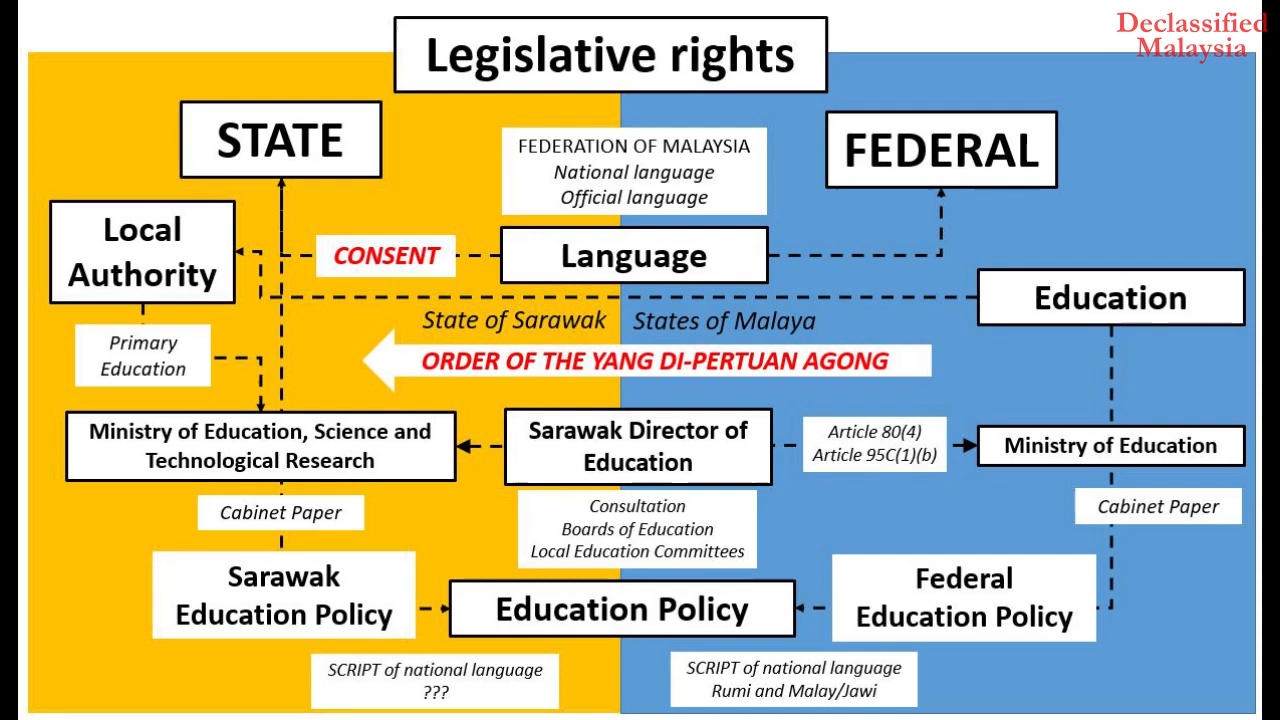 Declassified
Malaysia
Legislative rights
STATE
FEDERATION OF MALAYSIA
National language
Official language
FEDERAL
Local
Authority
CONSENT
Language
Education
State of Sarawak
States of Malaya
Primary
Education
ORDER OF THE YANG DI-PERTUAN AGONG
Ministry of Education, Science and
Technological Research
Sarawak Director of
Education
Article 80(4)
Article 95C(1)(b)
Ministry of Education
Cabinet Paper
Consultation
Boards of Education
Local Education Committees
Cabinet Paper
Sarawak
Education Policy
Education Policy
Federal
Education Policy
SCRIPT of national language
???
SCRIPT of national language
Rumi and Malay/Jawi